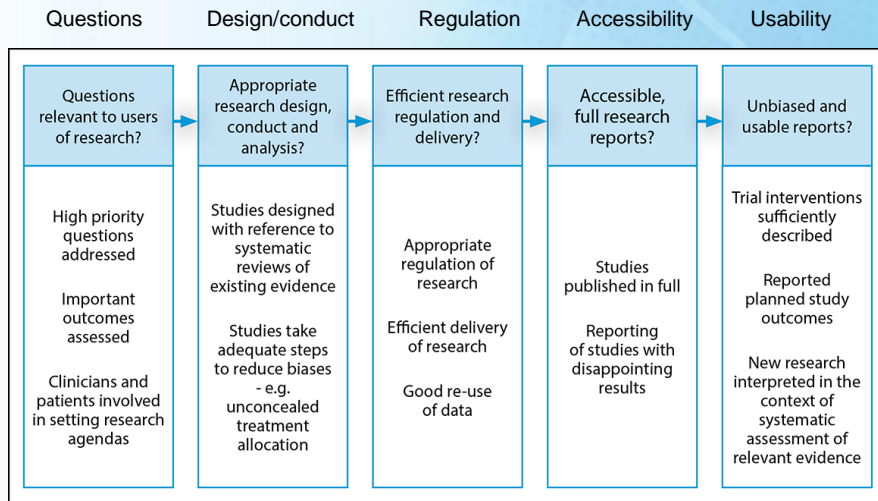 Questions
Design/conduct
Regulation
Accessibility
Usability
Questions
relevant to users
of research?
Appropriate
research design,
conduct and
analysis?
Efficient research
regulation and
delivery?
Accessible,
full research
reports?
Unbiased and
usable reports?
High priority
questions
addressed
Important
outcomes
assessed
Clinicians and
patients involved
in setting research
agendas
Studies designed
with reference to
systematic
reviews of
existing evidence
Studies take
adequate steps
to reduce biases
- e.g.
unconcealed
treatment
allocation
Appropriate
regulation of
research
Efficient delivery
of research
Good re-use
of data
Studies
published in full
Reporting
of studies with
disappointing
results
Trial interventions
sufficiently
described
Reported
planned study
outcomes
New research
interpreted in the
context of
systematic
assessment of
relevant evidence